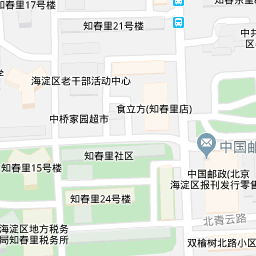 知春里17号楼
知春里21号楼
中共
海淀区老干部活动中心
食立方(知春里店)
中桥家园超市
中国邮
知春里社区
知春里15号楼
中国邮政(北京
海淀区报刊发行零售
知春里24号楼
北青云路
海淀区地方税务
局知春里税务所
双榆树北路小区